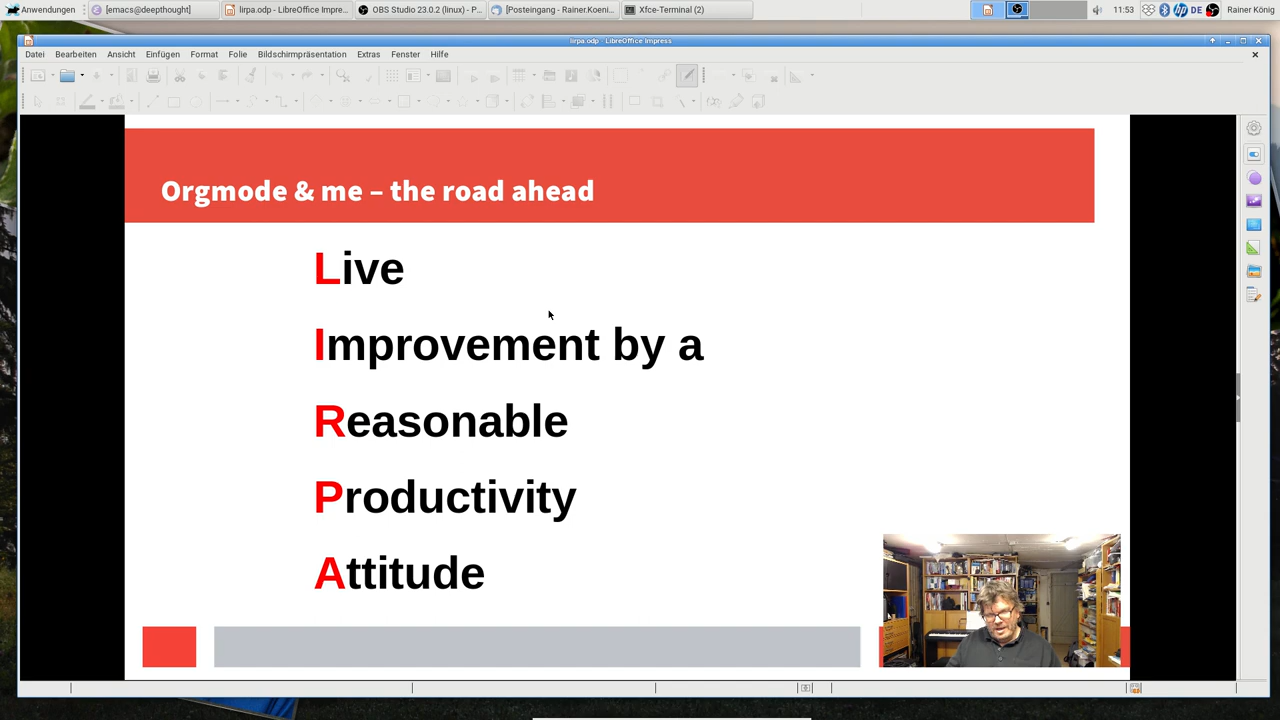 Anwendungen
[emacs@deepthought]
lirpa.odp - LibreOffice Impre...
OBS Studio 23.0.2 (linux) - P...
[Posteingang - Rainer.Koeni...
Xfce-Terminal (2)
11:53
DE
Rainer König
lirpa.odp - LibreOffice Impress
Datei Bearbeiten Ansicht Einfügen Format Folie Bildschirmpräsentation Extras Fenster Hilfe
Orgmode & me – the road ahead
Live
Improvement by a
Reasonable
Productivity
Attitude